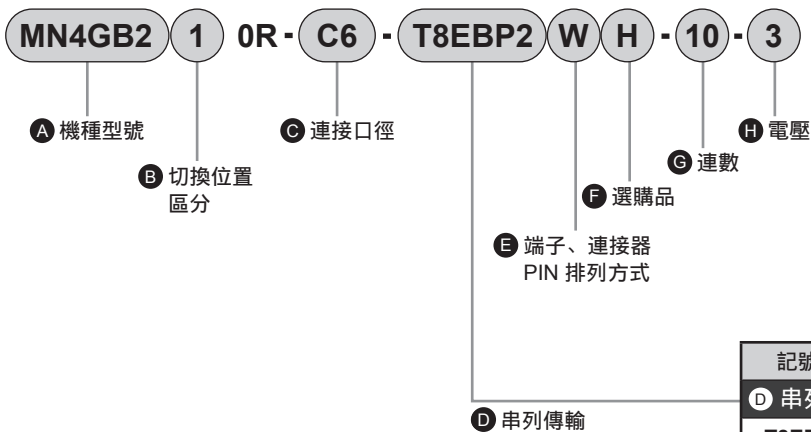 MN4GB2 1 0R - C6 - T8EBP2 W H - 10 - 3
A 機種型號
C 連接口徑
H 電壓
B 切換位置
區分
G 連數
F 選購品
E 端子、連接器
PIN 排列方式
記號
D 串列
D 串列傳輸